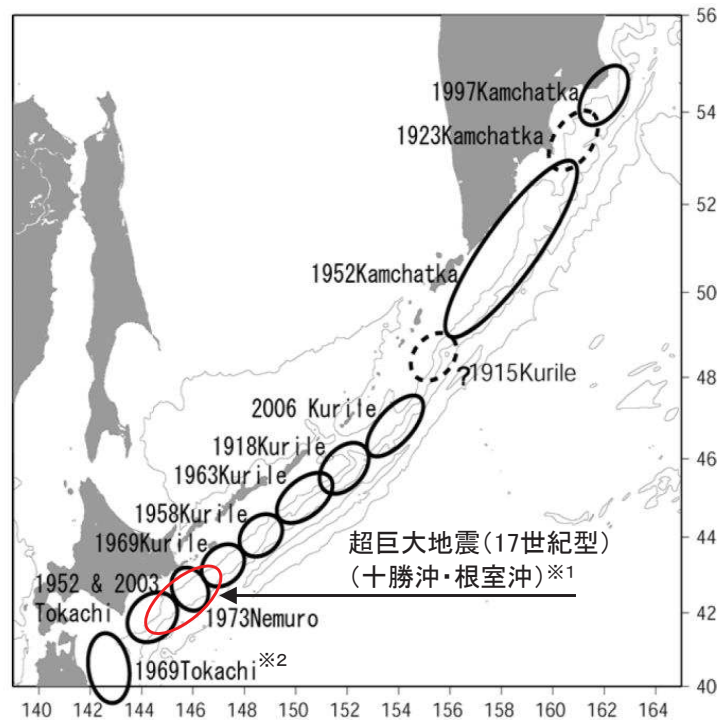 56
1997Kamchatka
54
1923Kamchatka
52
1952Kamchatka
50
?1915Kurile
48
2006 Kurile
1918Kurile
46
1963Kurile
1958Kurile
44
1969Kurile
超巨大地震(17世紀型)
(十勝沖・根室沖)※1
1952 & 2003
Tokachi
1973Nemuro
42
1969Tokachi※2
40
140 142 144 146 148 150 152 154 156 158 160 162 164